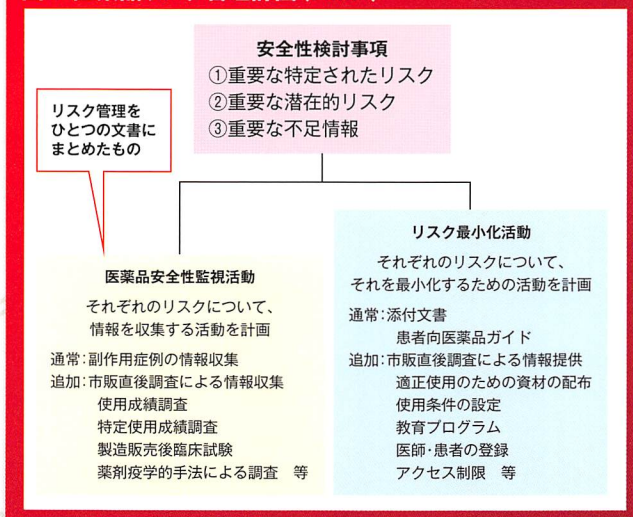 安全性検討事項
①重要な特定されたリスク
②重要な潜在的リスク
③重要な不足情報
リスク管理を
ひとつの文書に
まとめたもの
医薬品安全性監視活動
それぞれのリスクについて、
情報を収集する活動を計画
通常：副作用症例の情報収集
追加：市販直後調査による情報収集
使用成績調査
特定使用成績調査
製造販売後臨床試験
薬剤疫学的手法による調査　等
リスク最小化活動
それぞれのリスクについて、
それを最小化するための活動を計画
通常：添付文書
患者向医薬品ガイド
追加：市販直後調査による情報提供
適正使用のための資材の配布
使用条件の設定
教育プログラム
医師・患者の登録
アクセス制限　等